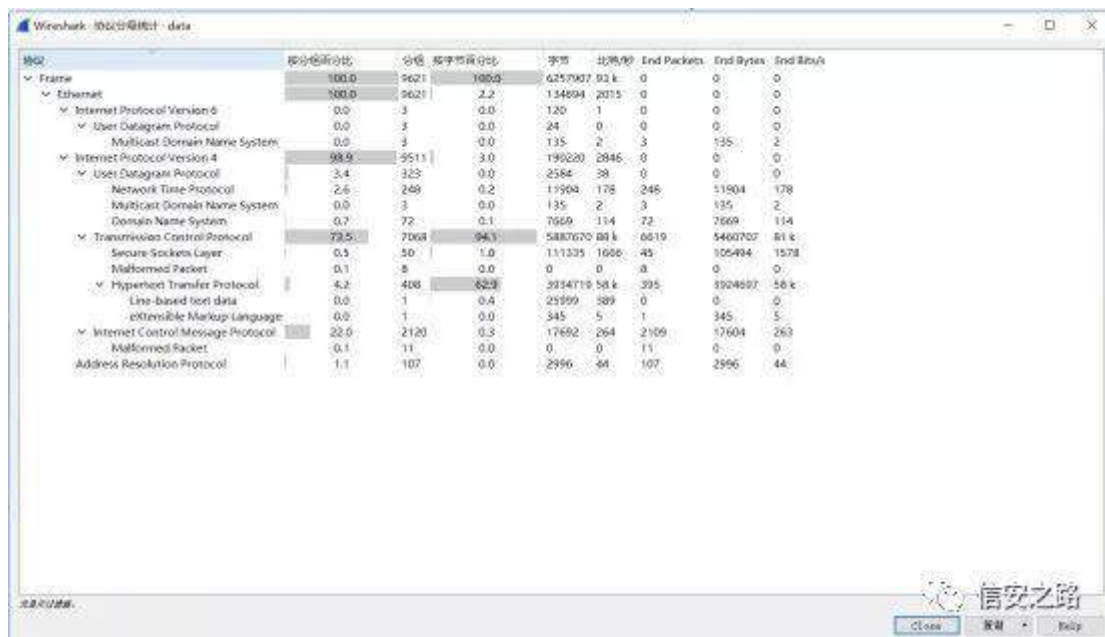 Wireshark · 协议分级统计 · data
协议 按分组百分比 分组 按字节百分比 字节 比特/秒 End Packets End Bytes End Bits/s
Frame 100.0 9621 100.0 6257907 93 k 0 0 0
Ethernet 100.0 9621 2.2 134694 2015 0 0 0
Internet Protocol Version 6 0.0 3 0.0 120 1 0 0 0
User Datagram Protocol 0.0 3 0.0 24 0 0 0 0
Multicast Domain Name System 0.0 3 0.0 135 2 3 135 2
Internet Protocol Version 4 98.9 9511 3.0 190220 2846 0 0 0
User Datagram Protocol 3.4 323 0.0 2584 38 0 0 0
Network Time Protocol 2.6 248 0.2 11904 178 248 11904 178
Multicast Domain Name System 0.0 3 0.0 135 2 3 135 2
Domain Name System 0.7 72 0.1 7669 114 72 7669 114
Transmission Control Protocol 73.5 7068 94.1 5887670 88 k 6619 5460702 81 k
Secure Sockets Layer 0.5 50 1.8 111335 1666 45 105494 1578
Malformed Packet 0.1 8 0.0 0 0 8 0 0
Hypertext Transfer Protocol 4.2 408 62.9 3934719 58 k 395 3924697 58 k
Line-based text data 0.0 1 0.4 25999 389 0 0 0
eXtensible Markup Language 0.0 1 0.0 345 5 1 345 5
Internet Control Message Protocol 22.0 2120 0.3 17692 264 2109 17604 263
Malformed Packet 0.1 11 0.0 0 0 11 0 0
Address Resolution Protocol 1.1 107 0.0 2996 44 107 2996 44
信安之路
无显示过滤器。
Close 复制 Help